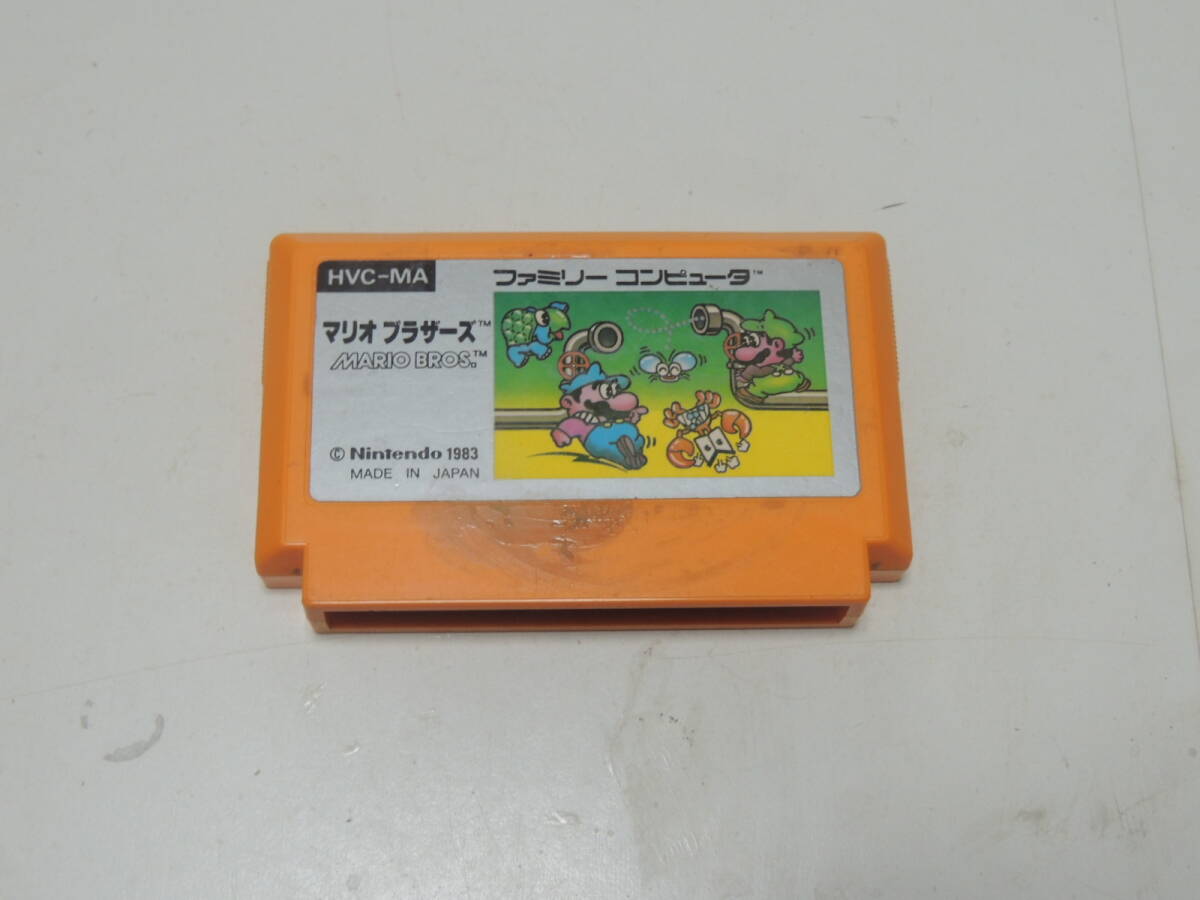 HVC-MA
ファミリー コンピュータ™
マリオ ブラザーズ™
MARIO BROS.™
© Nintendo 1983
MADE IN JAPAN